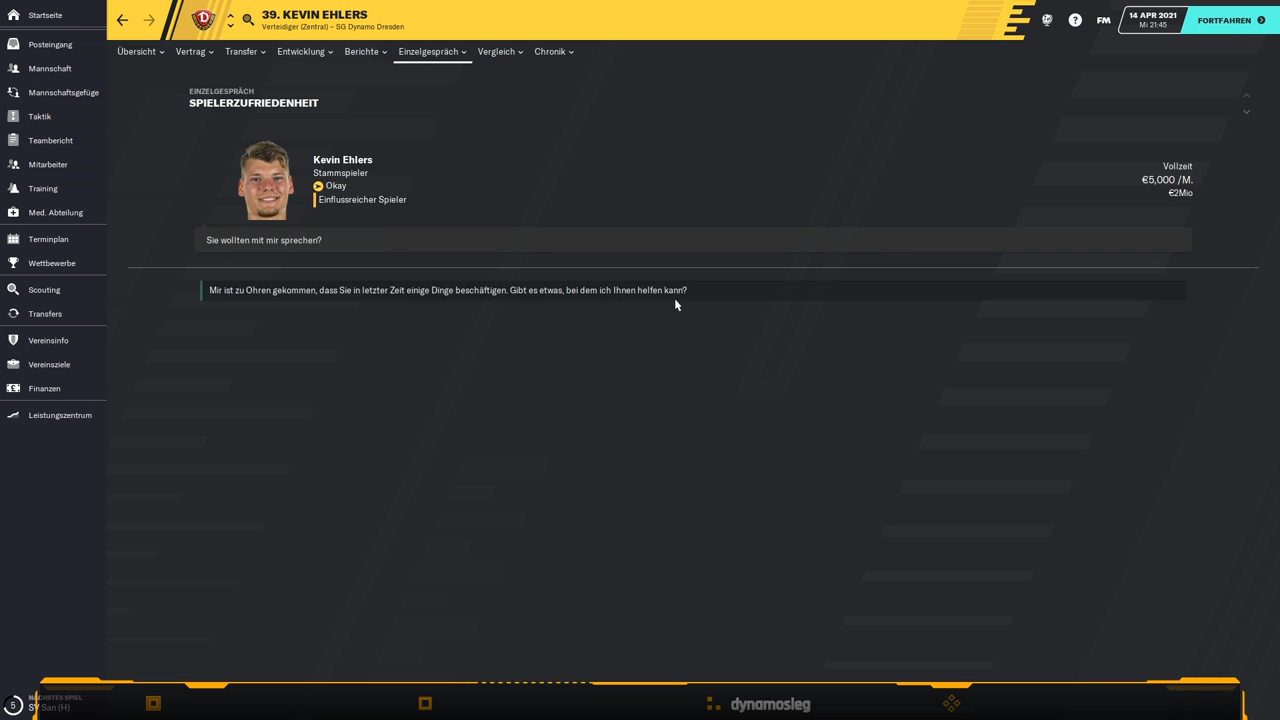 Startseite
39. KEVIN EHLERS
Verteidiger (Zentral) – SG Dynamo Dresden
FM
14 APR 2021
Mi 21:45
FORTFAHREN
Übersicht
Vertrag
Transfer
Entwicklung
Berichte
Einzelgespräch
Vergleich
Chronik
Posteingang
Mannschaft
Mannschaftsgefüge
Taktik
Teambericht
Mitarbeiter
Training
Med. Abteilung
Terminplan
Wettbewerbe
Scouting
Transfers
Vereinsinfo
Vereinsziele
Finanzen
Leistungszentrum
EINZELGESPRÄCH
SPIELERZUFRIEDENHEIT
Kevin Ehlers
Stammspieler
Okay
Einflussreicher Spieler
Vollzeit
€5,000 /M.
€2Mio
Sie wollten mit mir sprechen?
Mir ist zu Ohren gekommen, dass Sie in letzter Zeit einige Dinge beschäftigen. Gibt es etwas, bei dem ich Ihnen helfen kann?
5
NÄCHSTES SPIEL
SV San (H)
dynamosieg